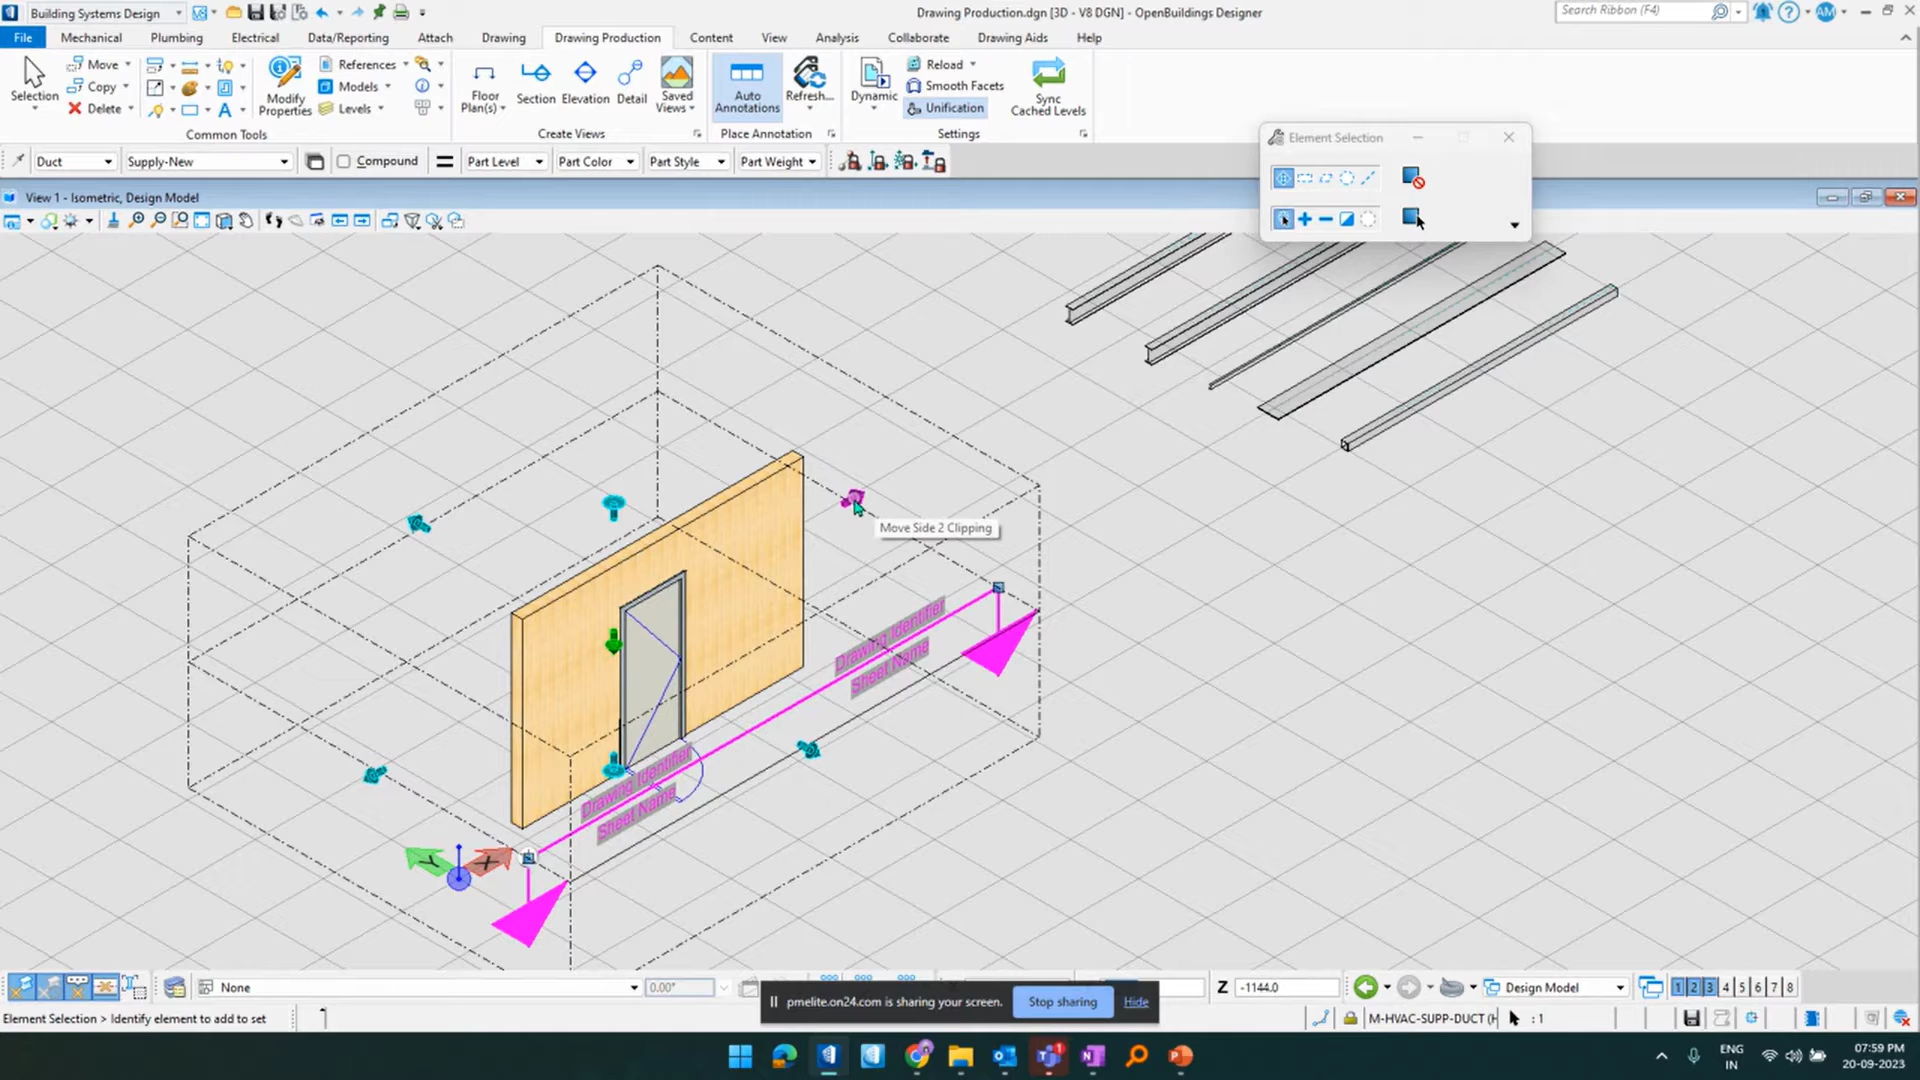 Building Systems Design
Drawing Production.dgn [3D - V8 DGN] - OpenBuildings Designer
Search Ribbon (F4)
AM
File
Mechanical
Plumbing
Electrical
Data/Reporting
Attach
Drawing
Drawing Production
Content
View
Analysis
Collaborate
Drawing Aids
Help
Selection
Move
Copy
Delete
Modify Properties
References
Models
Levels
Common Tools
Floor Plan(s)
Section
Elevation
Detail
Saved Views
Create Views
Auto Annotations
Refresh...
Place Annotation
Dynamic
Reload
Smooth Facets
Unification
Sync Cached Levels
Settings
Duct
Supply-New
Compound
Part Level
Part Color
Part Style
Part Weight
Element Selection
View 1 - Isometric, Design Model
Move Side 2 Clipping
Drawing Identifier
Sheet Name
Drawing Identifier
Sheet Name
Y
X
None
0.00°
Z
-1144.0
Design Model
1 2 3 4 5 6 7 8
pmelite.on24.com is sharing your screen.
Stop sharing
Hide
Element Selection > Identify element to add to set
M-HVAC-SUPP-DUCT (H
: 1
ENG
IN
07:59 PM
20-09-2023